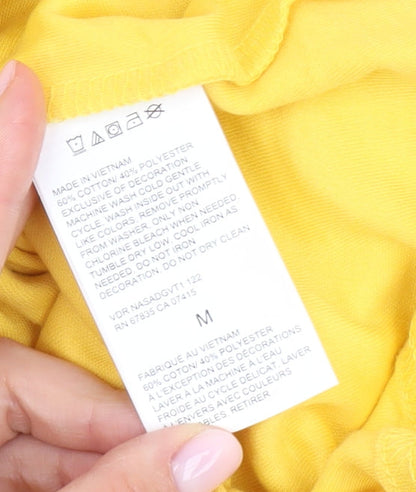 MADE IN VIETNAM
60% COTTON/ 40% POLYESTER
EXCLUSIVE OF DECORATION
MACHINE WASH COLD GENTLE
CYCLE. WASH INSIDE OUT WITH
LIKE COLORS. REMOVE PROMPTLY
FROM WASHER. ONLY NON
CHLORINE BLEACH WHEN NEEDED.
TUMBLE DRY LOW. COOL IRON AS
NEEDED. DO NOT IRON
DECORATION. DO NOT DRY CLEAN
VDR NASADGVT1 122
RN 67835 CA 07415
M
FABRIQUE AU VIETNAM
60% COTTON/ 40% POLYESTER
A L'EXCEPTION DES DÉCORATIONS
LAVER A LA MACHINE A L'EAU
FROIDE AU CYCLE DELICAT. LAVER
A L'ENVERS AVEC COULEURS
RETIRER